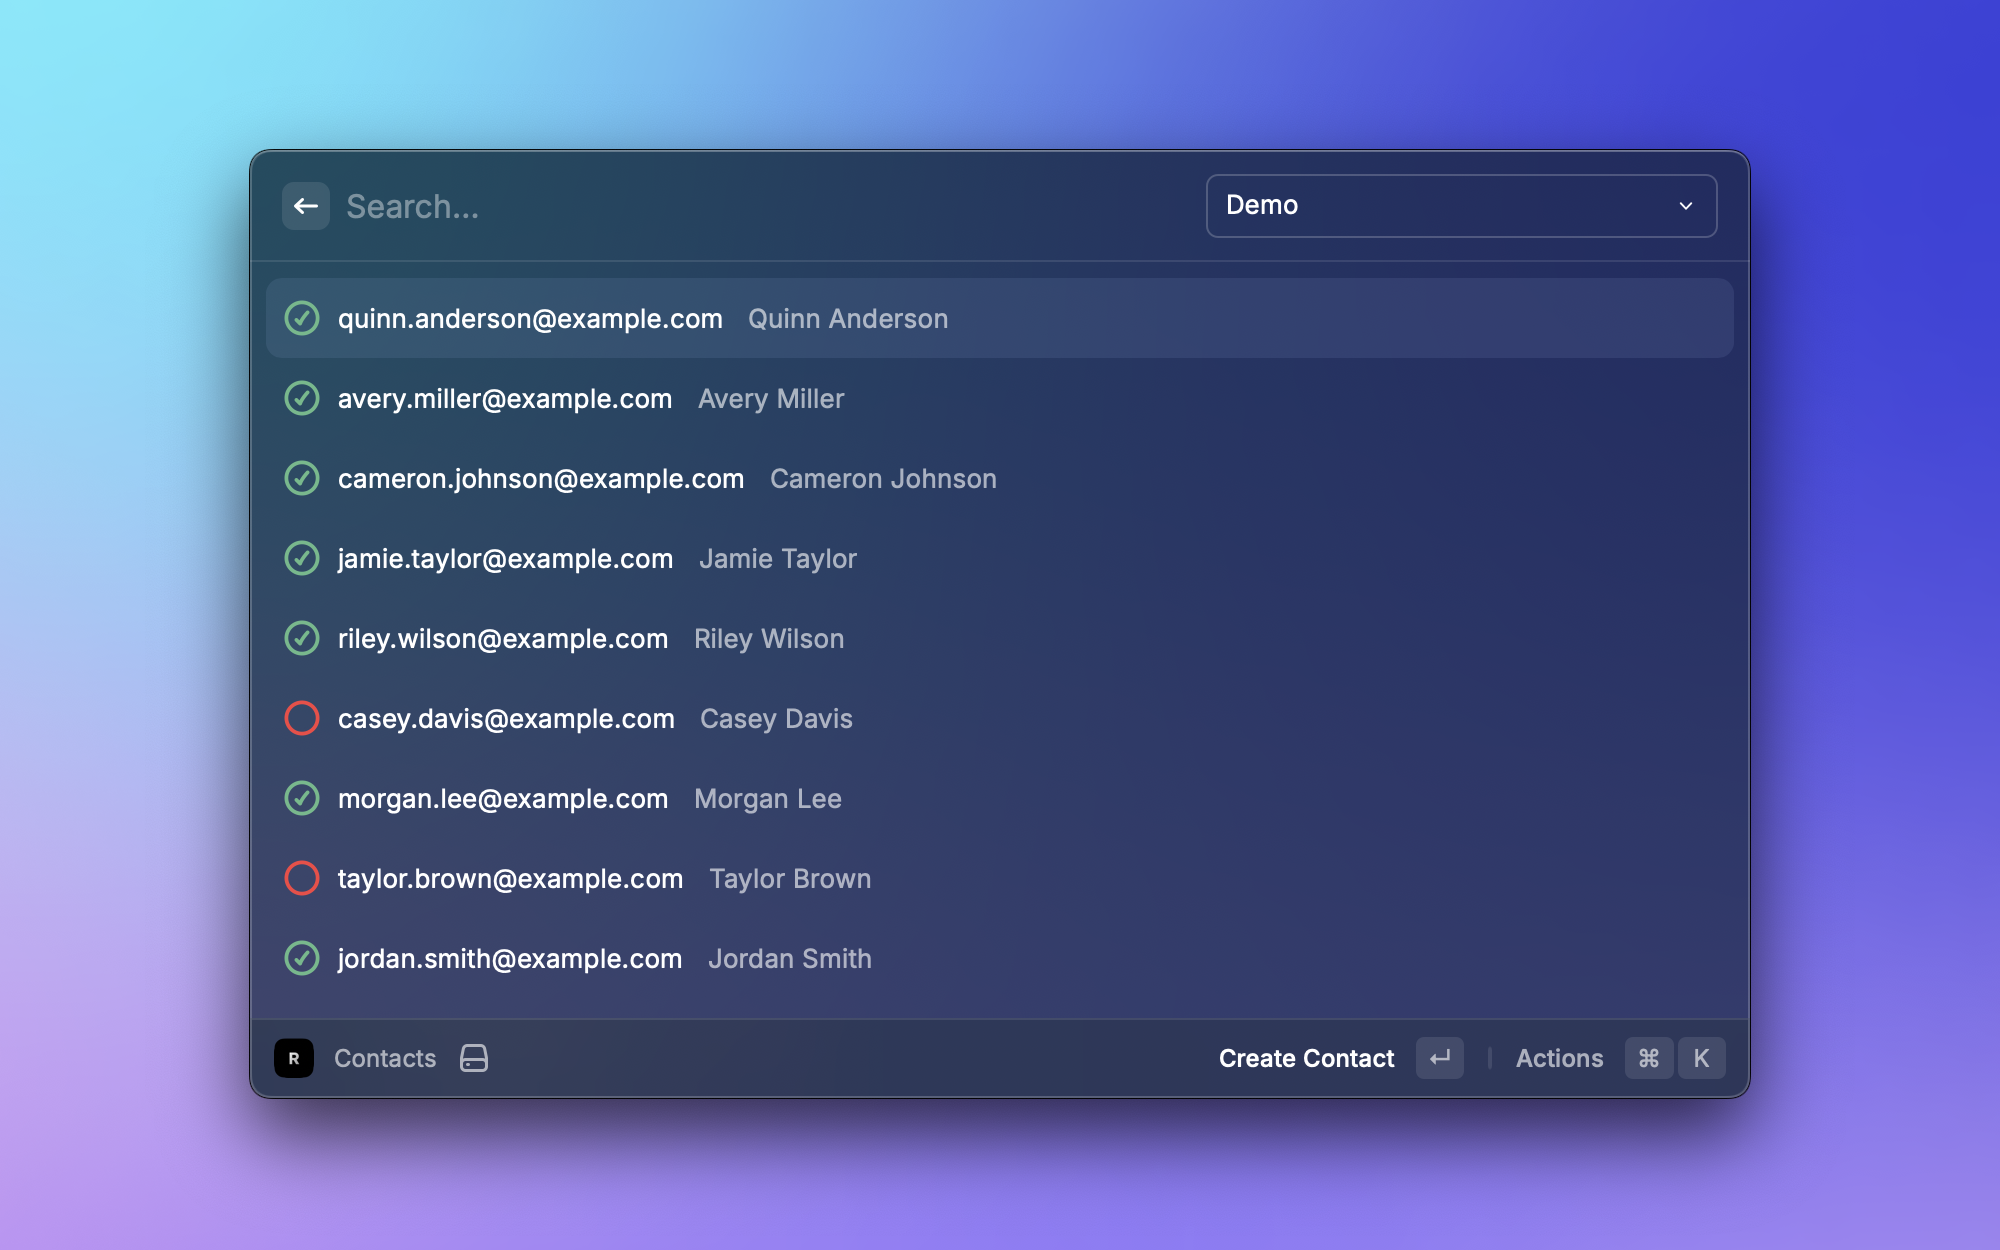 Search...
Demo
quinn.anderson@example.com Quinn Anderson
avery.miller@example.com Avery Miller
cameron.johnson@example.com Cameron Johnson
jamie.taylor@example.com Jamie Taylor
riley.wilson@example.com Riley Wilson
casey.davis@example.com Casey Davis
morgan.lee@example.com Morgan Lee
taylor.brown@example.com Taylor Brown
jordan.smith@example.com Jordan Smith
R Contacts Create Contact ↵ Actions ⌘ K